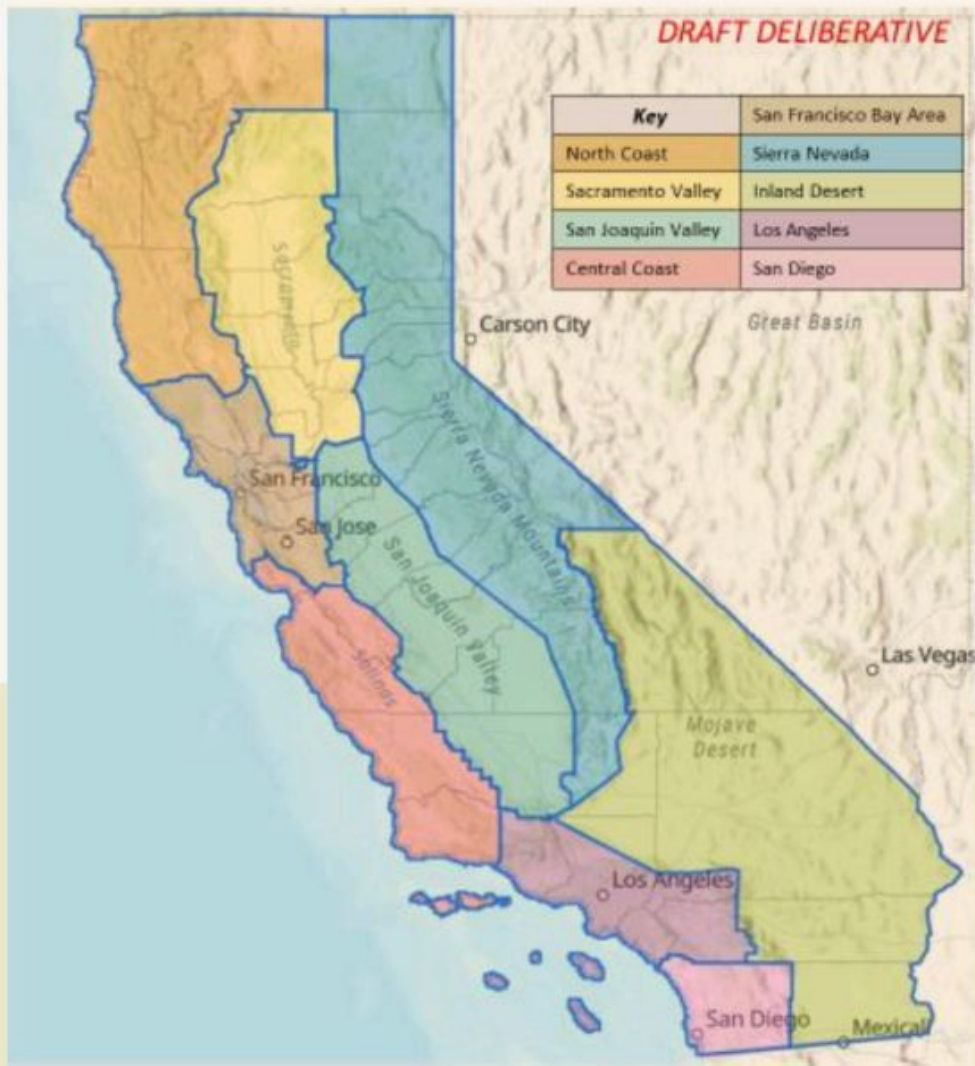 DRAFT DELIBERATIVE
Key
San Francisco Bay Area
North Coast
Sierra Nevada
Sacramento Valley
Inland Desert
San Joaquin Valley
Los Angeles
Central Coast
San Diego
Sacramento
Carson City
Great Basin
Sierra Nevada Mountains
San Francisco
San Jose
San Joaquin Valley
Salinas
Las Vegas
Mojave
Desert
Los Angeles
San Diego
Mexicali